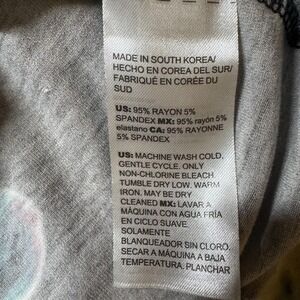 MADE IN SOUTH KOREA/
HECHO EN COREA DEL SUR/
FABRIQUÉ EN CORÉE DU
SUD
US: 95% RAYON 5%
SPANDEX MX: 95% rayón 5%
elastano CA: 95% RAYONNE
5% SPANDEX
US: MACHINE WASH COLD,
GENTLE CYCLE. ONLY
NON-CHLORINE BLEACH
TUMBLE DRY LOW. WARM
IRON. MAY BE DRY
CLEANED MX: LAVAR A
MÁQUINA CON AGUA FRÍA
EN CICLO SUAVE.
SOLAMENTE
BLANQUEADOR SIN CLORO.
SECAR A MÁQUINA A BAJA
TEMPERATURA. PLANCHAR